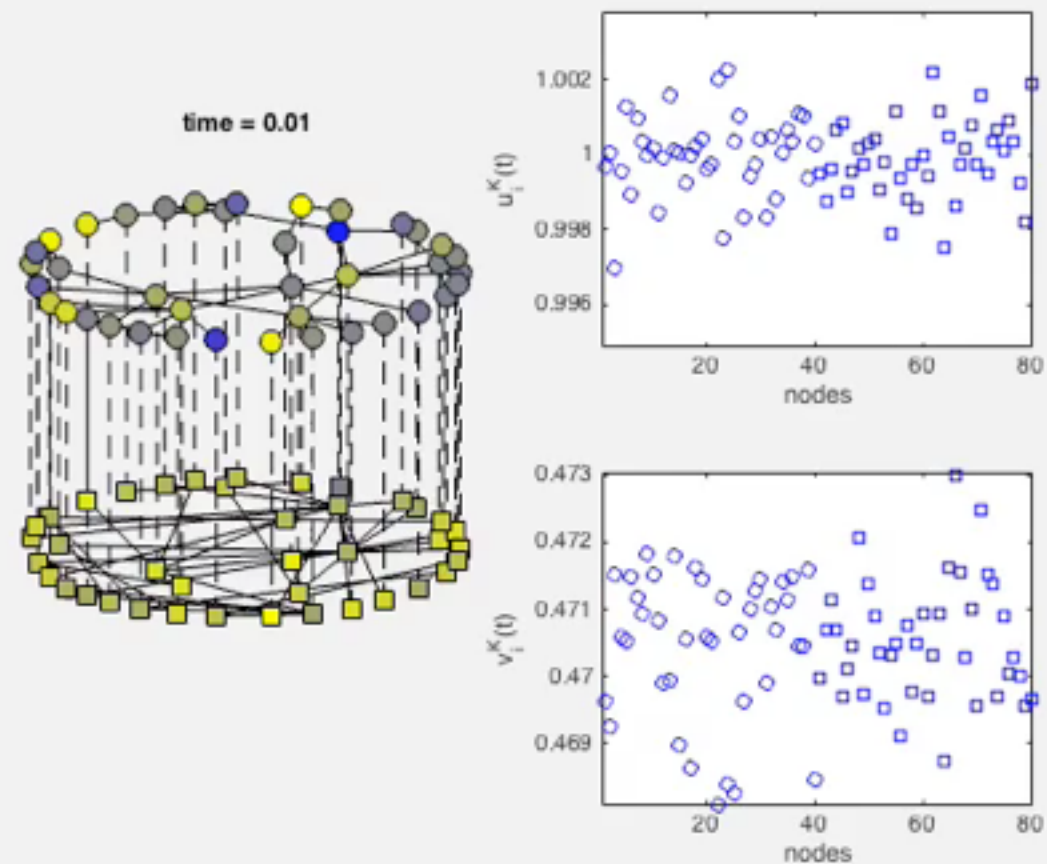 time = 0.01
u_i^K(t)
1.002
1
0.998
0.996
20 40 60 80
nodes
v_i^K(t)
0.473
0.472
0.471
0.47
0.469
20 40 60 80
nodes